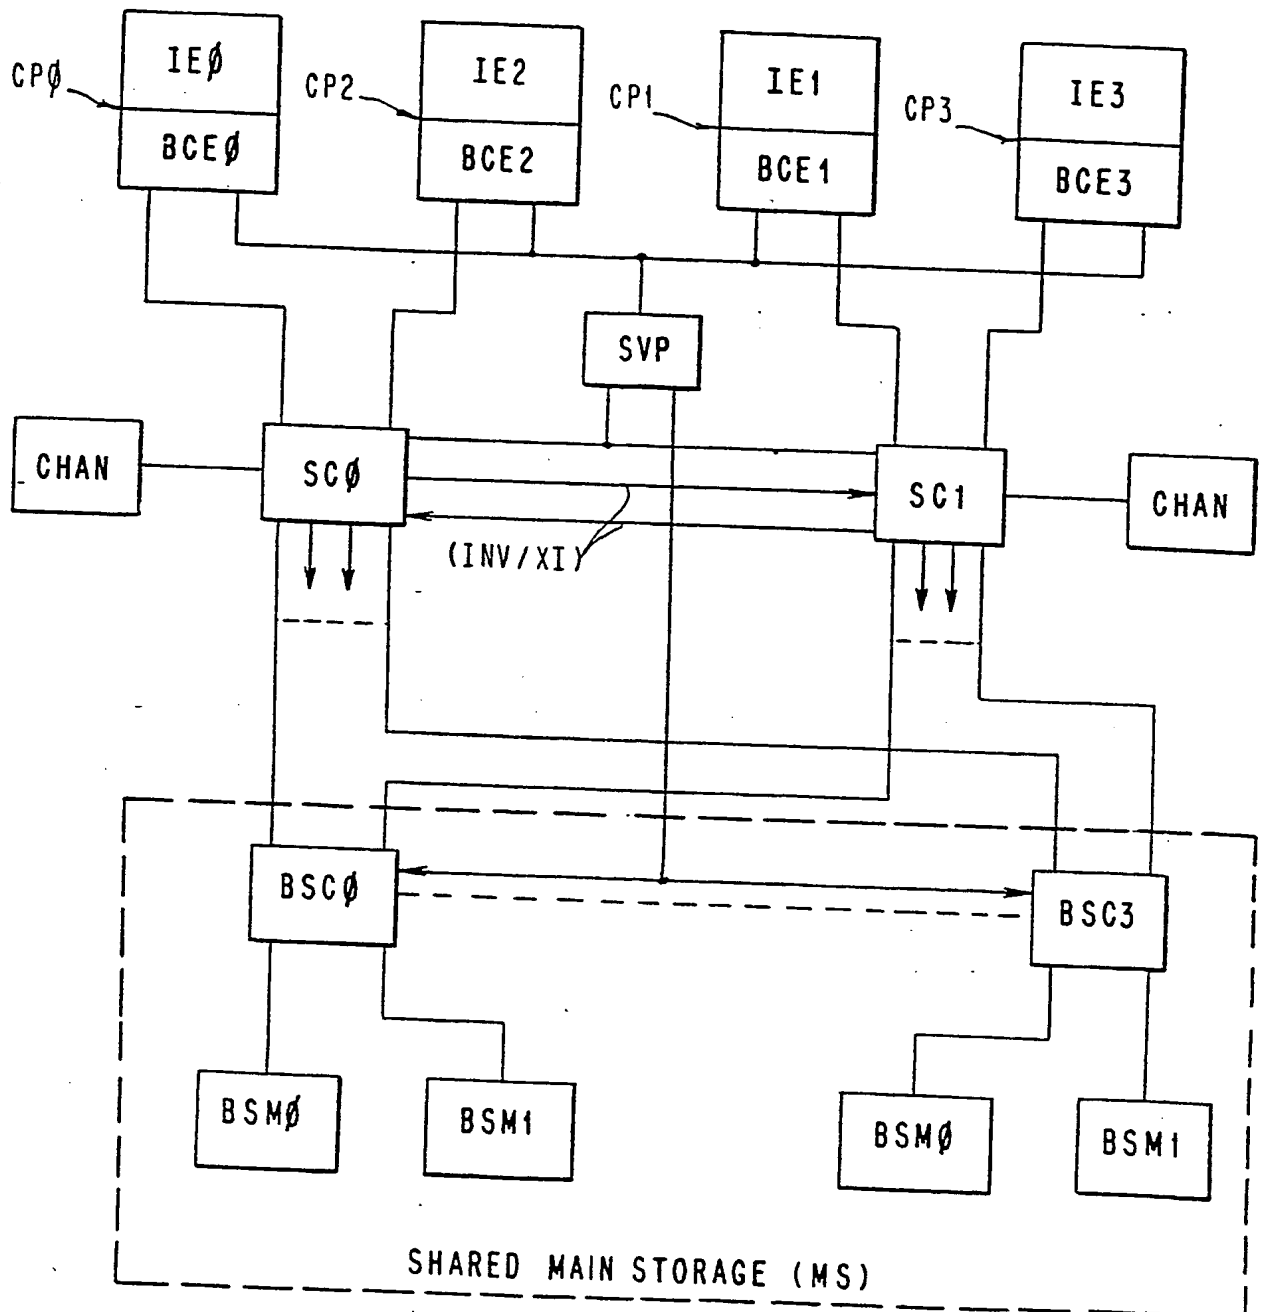 IEØ
IE2
IE1
IE3
CPØ
CP2
CP1
CP3
BCEØ
BCE2
BCE1
BCE3
SVP
CHAN
SCØ
SC1
CHAN
(INV/XI)
BSCØ
BSC3
BSMØ
BSM1
BSMØ
BSM1
SHARED MAIN STORAGE (MS)